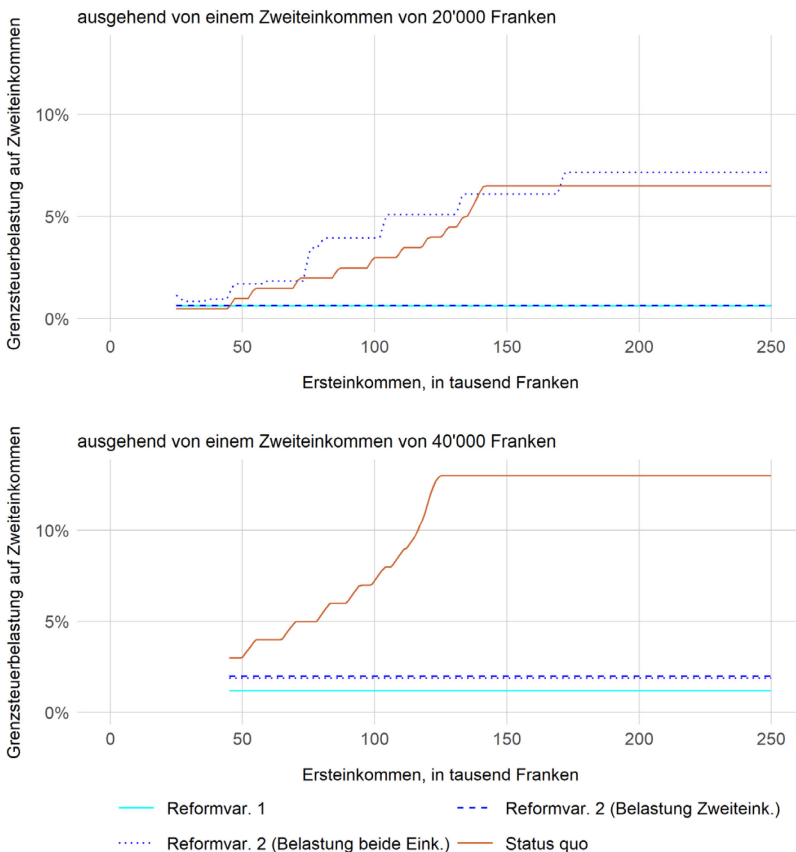 ausgehend von einem Zweiteinkommen von 20'000 Franken
Grenzsteuerbelastung auf Zweiteinkommen
10%
5%
0%
0 50 100 150 200 250
Ersteinkommen, in tausend Franken
ausgehend von einem Zweiteinkommen von 40'000 Franken
Grenzsteuerbelastung auf Zweiteinkommen
10%
5%
0%
0 50 100 150 200 250
Ersteinkommen, in tausend Franken
Reformvar. 1 Reformvar. 2 (Belastung Zweiteink.)
Reformvar. 2 (Belastung beide Eink.) Status quo